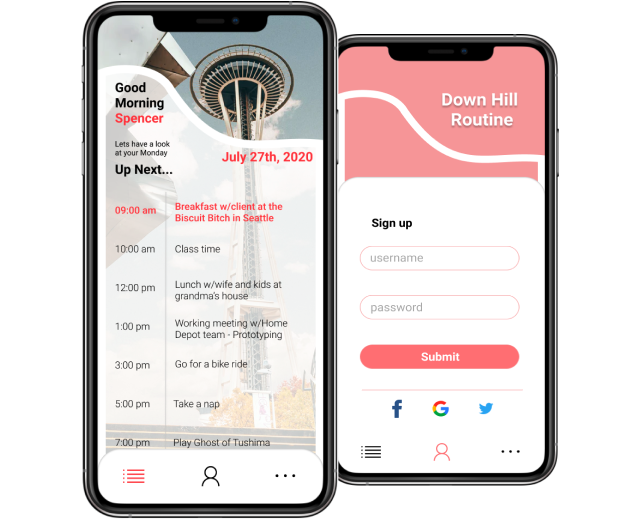 Good
Morning
Spencer
Lets have a look
at your Monday
July 27th, 2020
Up Next...
09:00 am Breakfast w/client at the
Biscuit Bitch in Seattle
10:00 am Class time
12:00 pm Lunch w/wife and kids at
grandma's house
1:00 pm Working meeting w/Home
Depot team - Prototyping
3:00 pm Go for a bike ride
5:00 pm Take a nap
7:00 pm Play Ghost of Tushima
Down Hill
Routine
Sign up
username
password
Submit